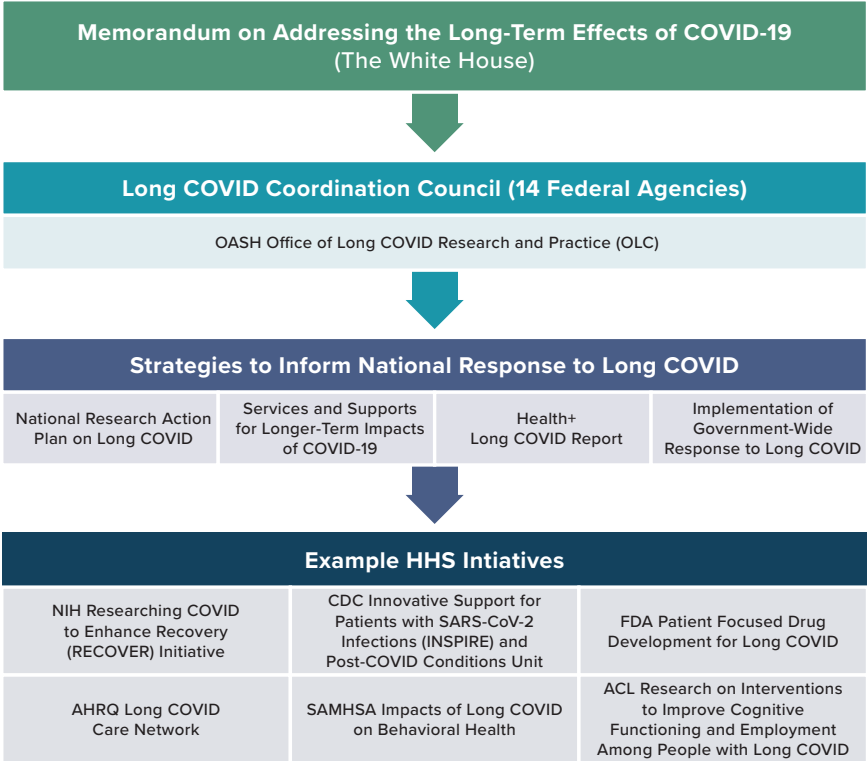 Memorandum on Addressing the Long-Term Effects of COVID-19
(The White House)
Long COVID Coordination Council (14 Federal Agencies)
OASH Office of Long COVID Research and Practice (OLC)
Strategies to Inform National Response to Long COVID
National Research Action
Plan on Long COVID
Services and Supports
for Longer-Term Impacts
of COVID-19
Health+
Long COVID Report
Implementation of
Government-Wide
Response to Long COVID
Example HHS Intiatives
NIH Researching COVID
to Enhance Recovery
(RECOVER) Initiative
CDC Innovative Support for
Patients with SARS-CoV-2
Infections (INSPIRE) and
Post-COVID Conditions Unit
FDA Patient Focused Drug
Development for Long COVID
AHRQ Long COVID
Care Network
SAMHSA Impacts of Long COVID
on Behavioral Health
ACL Research on Interventions
to Improve Cognitive
Functioning and Employment
Among People with Long COVID